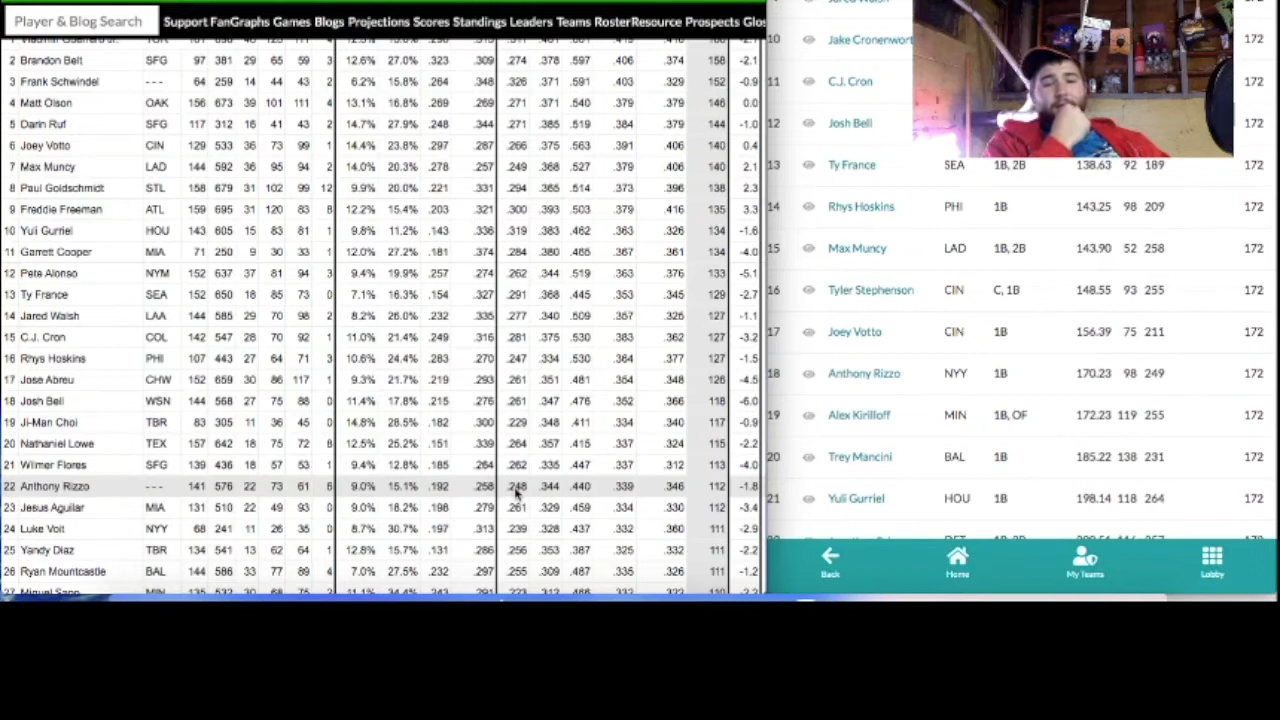 Player & Blog Search
Support FanGraphs Games Blogs Projections Scores Standings Leaders Teams RosterResource Prospects Glos
2 Brandon Belt SFG 97 381 29 65 59 3 12.6% 27.0% .323 .309 .274 .378 .597 .406 .374 158 -2.1
3 Frank Schwindel - - - 64 259 14 44 43 2 6.2% 15.8% .264 .348 .326 .371 .591 .403 .329 152 -0.9
4 Matt Olson OAK 156 673 39 101 111 4 13.1% 16.8% .269 .269 .271 .371 .540 .379 .379 146 0.0
5 Darin Ruf SFG 117 312 16 41 43 2 14.7% 27.9% .248 .344 .271 .385 .519 .384 .379 144 -1.0
6 Joey Votto CIN 129 533 36 73 99 1 14.4% 23.8% .297 .287 .266 .375 .563 .391 .406 140 0.4
7 Max Muncy LAD 144 592 36 95 94 2 14.0% 20.3% .278 .257 .249 .368 .527 .379 .406 140 2.1
8 Paul Goldschmidt STL 158 679 31 102 99 12 9.9% 20.0% .221 .331 .294 .365 .514 .373 .396 138 2.3
9 Freddie Freeman ATL 159 695 31 120 83 8 12.2% 15.4% .203 .321 .300 .393 .503 .379 .416 135 3.3
10 Yuli Gurriel HOU 143 605 15 83 81 1 9.8% 11.2% .143 .336 .319 .383 .462 .363 .326 134 -1.6
11 Garrett Cooper MIA 71 250 9 30 33 1 12.0% 27.2% .181 .374 .284 .380 .465 .367 .361 134 -4.0
12 Pete Alonso NYM 152 637 37 81 94 3 9.4% 19.9% .257 .274 .262 .344 .519 .363 .376 133 -5.1
13 Ty France SEA 152 650 18 85 73 0 7.1% 16.3% .154 .327 .291 .368 .445 .353 .345 129 -2.7
14 Jared Walsh LAA 144 585 29 70 98 2 8.2% 26.0% .232 .335 .277 .340 .509 .357 .325 127 -1.1
15 C.J. Cron COL 142 547 28 70 92 1 11.0% 21.4% .249 .316 .281 .375 .530 .383 .362 127 -3.2
16 Rhys Hoskins PHI 107 443 27 64 71 3 10.6% 24.4% .283 .270 .247 .334 .530 .364 .377 127 -1.5
17 Jose Abreu CHW 152 659 30 86 117 1 9.3% 21.7% .219 .293 .261 .351 .481 .354 .348 126 -4.5
18 Josh Bell WSN 144 568 27 75 88 0 11.4% 17.8% .215 .276 .261 .347 .476 .352 .366 118 -6.0
19 Ji-Man Choi TBR 83 305 11 36 45 0 14.8% 28.5% .182 .300 .229 .348 .411 .334 .340 117 -0.9
20 Nathaniel Lowe TEX 157 642 18 75 72 8 12.5% 25.2% .151 .339 .264 .357 .415 .337 .324 115 -2.2
21 Wilmer Flores SFG 139 436 18 57 53 1 9.4% 12.8% .185 .264 .262 .335 .447 .337 .312 113 -4.0
22 Anthony Rizzo - - - 141 576 22 73 61 6 9.0% 15.1% .192 .258 .248 .344 .440 .339 .346 112 -1.8
23 Jesus Aguilar MIA 131 510 22 49 93 0 9.0% 18.2% .198 .279 .261 .329 .459 .334 .330 112 -3.4
24 Luke Voit NYY 68 241 11 26 35 0 8.7% 30.7% .197 .313 .239 .328 .437 .332 .360 111 -2.9
25 Yandy Diaz TBR 134 541 13 62 64 1 12.8% 15.7% .131 .286 .256 .353 .387 .325 .332 111 -2.2
26 Ryan Mountcastle BAL 144 586 33 77 89 4 7.0% 27.5% .232 .297 .255 .309 .487 .335 .326 111 -1.2
10 Jake Cronenwort 172
11 C.J. Cron 172
12 Josh Bell 172
13 Ty France SEA 1B, 2B 138.63 92 189 172
14 Rhys Hoskins PHI 1B 143.25 98 209 172
15 Max Muncy LAD 1B, 2B 143.90 52 258 172
16 Tyler Stephenson CIN C, 1B 148.55 93 255 172
17 Joey Votto CIN 1B 156.39 75 211 172
18 Anthony Rizzo NYY 1B 170.23 98 249 172
19 Alex Kirilloff MIN 1B, OF 172.23 119 255 172
20 Trey Mancini BAL 1B 185.22 138 231 172
21 Yuli Gurriel HOU 1B 198.14 118 264 172
Back Home My Teams Lobby